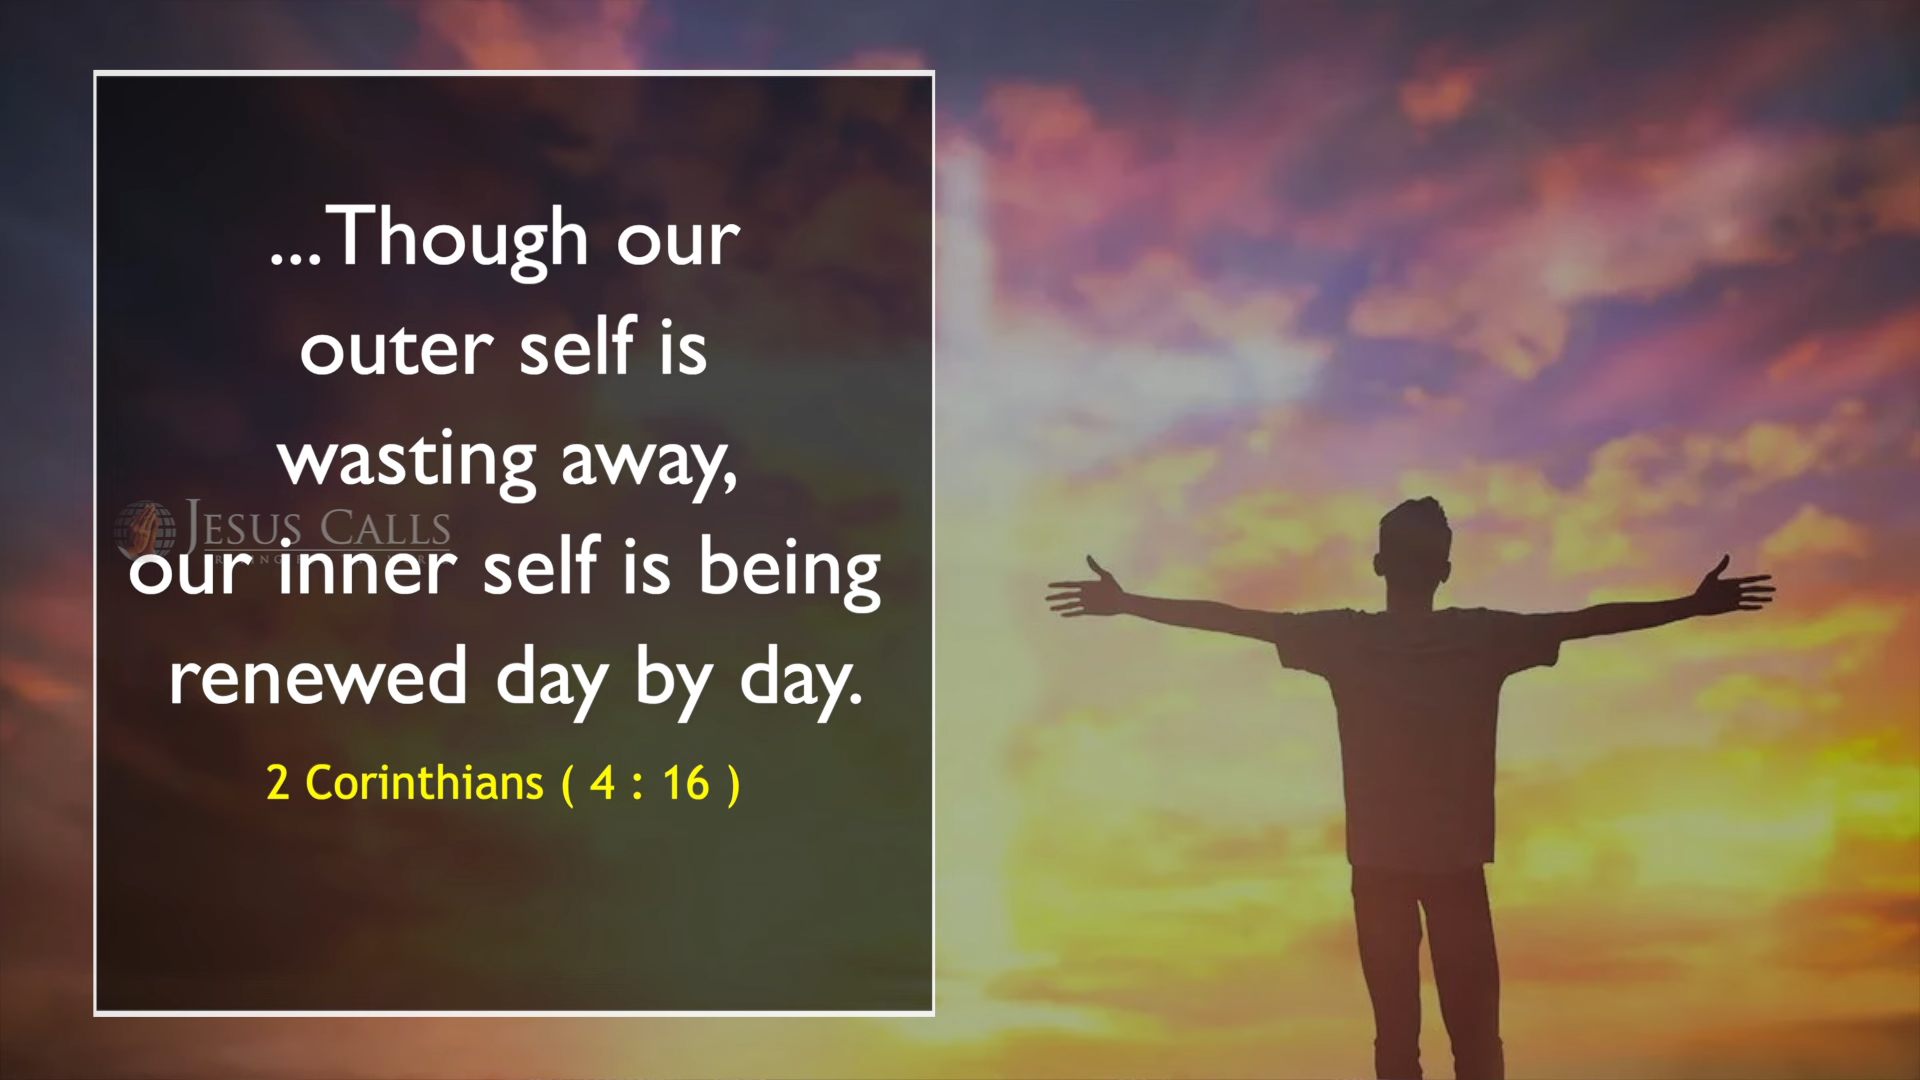 ...Though our
outer self is
wasting away,
JESUS CALLS
our inner self is being
renewed day by day.
2 Corinthians ( 4 : 16 )